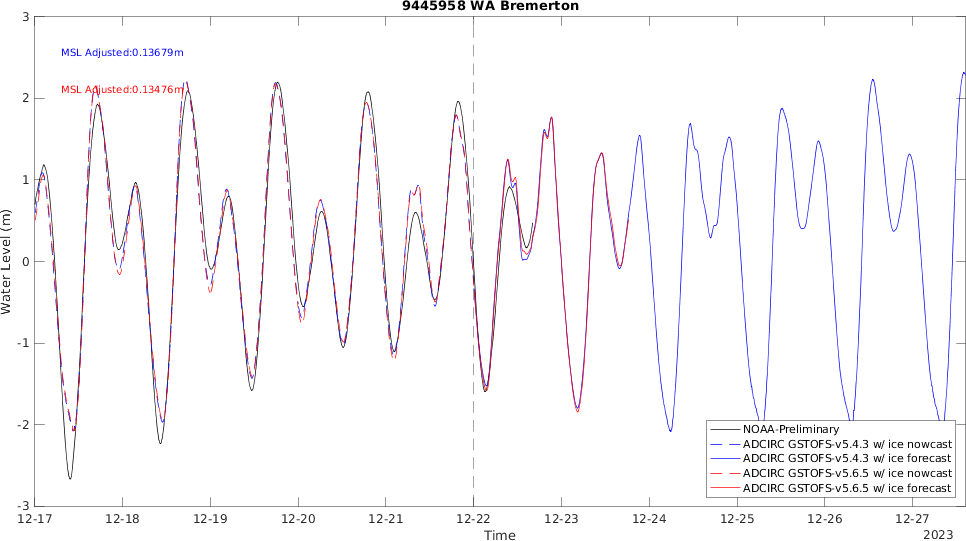 9445958 WA Bremerton
MSL Adjusted:0.13679m
MSL Adjusted:0.13476m
Water Level (m)
3
2
1
0
-1
-2
-3
NOAA-Preliminary
ADCIRC GSTOFS-v5.4.3 w/ ice nowcast
ADCIRC GSTOFS-v5.4.3 w/ ice forecast
ADCIRC GSTOFS-v5.6.5 w/ ice nowcast
ADCIRC GSTOFS-v5.6.5 w/ ice forecast
12-17 12-18 12-19 12-20 12-21 12-22 12-23 12-24 12-25 12-26 12-27
Time
2023